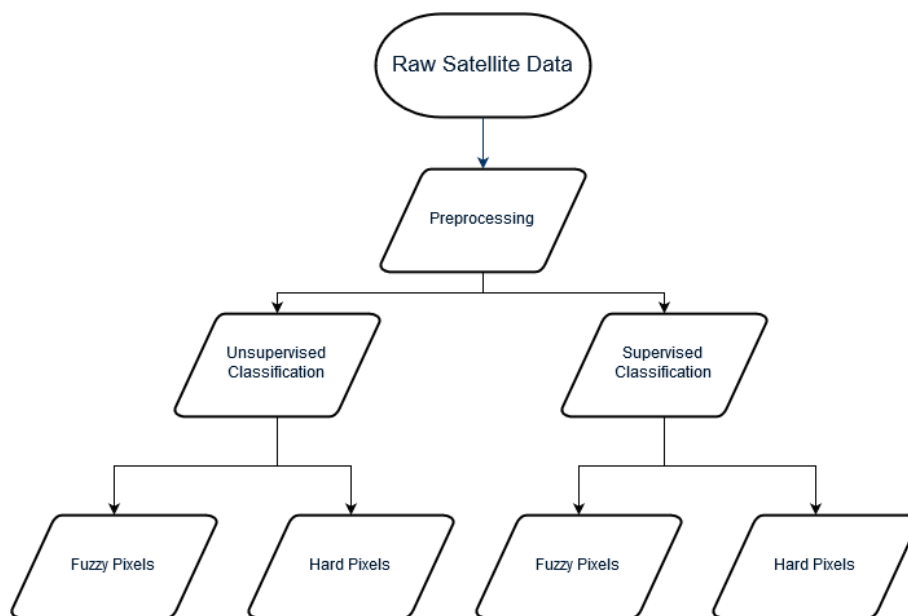 Raw Satellite Data
Preprocessing
Unsupervised
Classification
Supervised
Classification
Fuzzy Pixels
Hard Pixels
Fuzzy Pixels
Hard Pixels